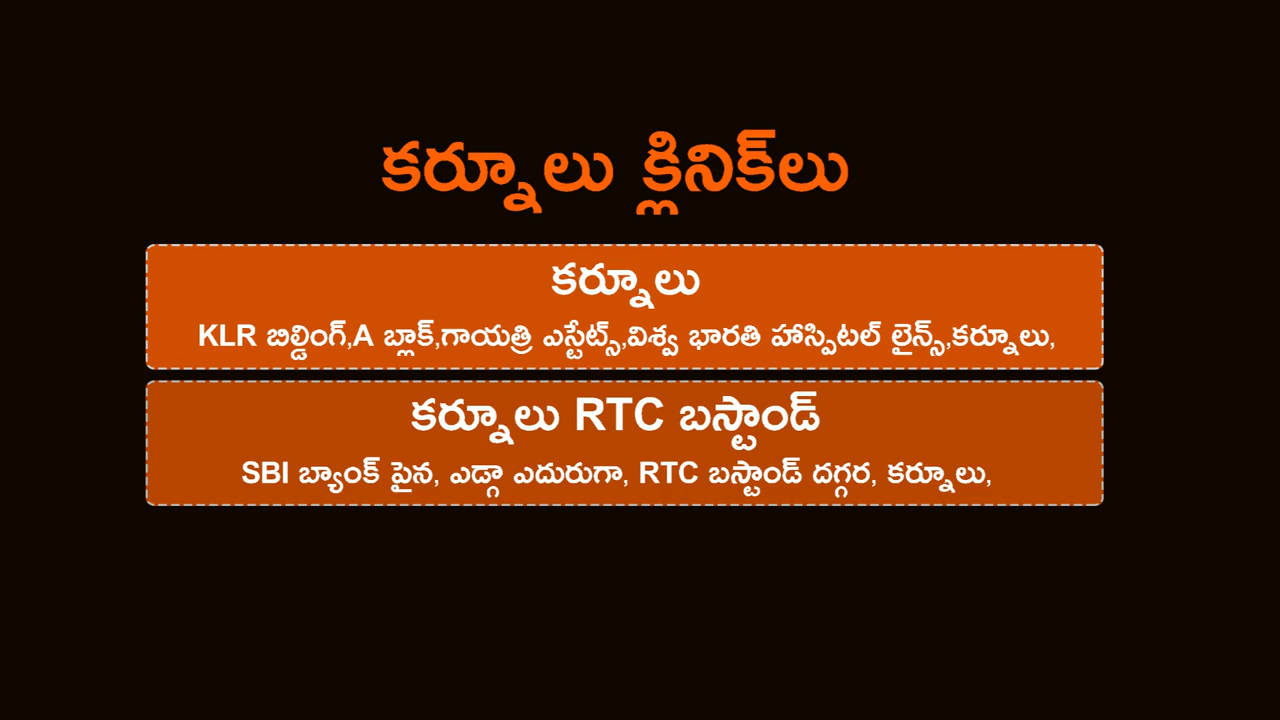 కర్నూలు క్లినిక్‌లు
కర్నూలు
KLR బిల్డింగ్,A బ్లాక్,గాయత్రి ఎస్టేట్స్,విశ్వ భారతి హాస్పిటల్ లైన్స్,కర్నూలు,
కర్నూలు RTC బస్టాండ్
SBI బ్యాంక్ పైన, ఎడ్గా ఎదురుగా, RTC బస్టాండ్ దగ్గర, కర్నూలు,